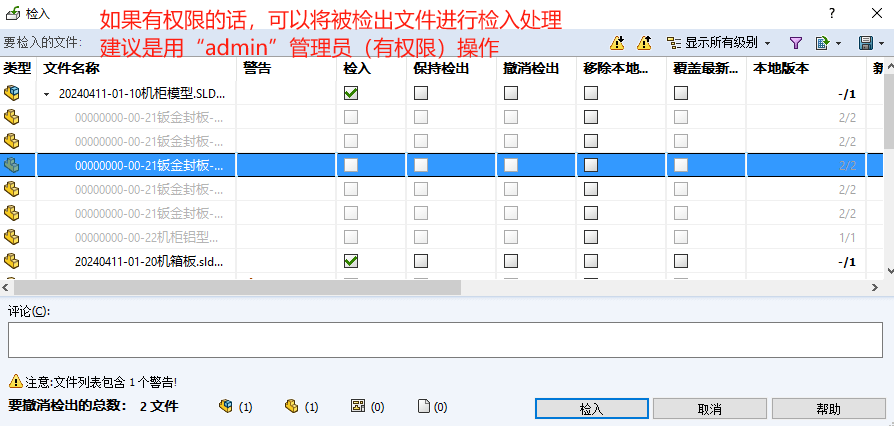 检入
如果有权限的话，可以将被检出文件进行检入处理
要检入的文件:
建议是用“admin”管理员（有权限）操作
显示所有级别
类型 文件名称 警告 检入 保持检出 撤消检出 移除本地... 覆盖最新... 本地版本
20240411-01-10机柜模型.SLD... -/1
00000000-00-21钣金封板-... 2/2
00000000-00-21钣金封板-... 2/2
00000000-00-21钣金封板-... 2/2
00000000-00-21钣金封板-... 2/2
00000000-00-21钣金封板-... 2/2
00000000-00-22机柜铝型... 1/1
20240411-01-20机箱板.sld... -/1
评论(C):
注意:文件列表包含 1 个警告!
要撤消检出的总数： 2 文件 (1) (1) (0) (0)
检入 取消 帮助